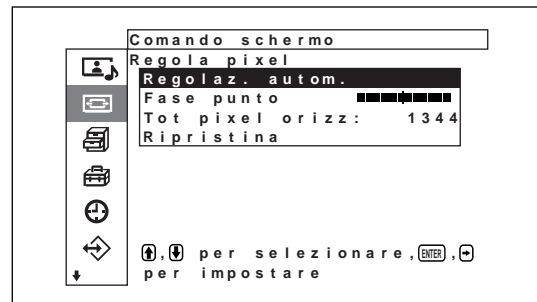 Comando schermo
Regola pixel
Regolaz. autom.
Fase punto
Tot pixel orizz: 1344
Ripristina
↑,↓ per selezionare, ENTER, →
per impostare